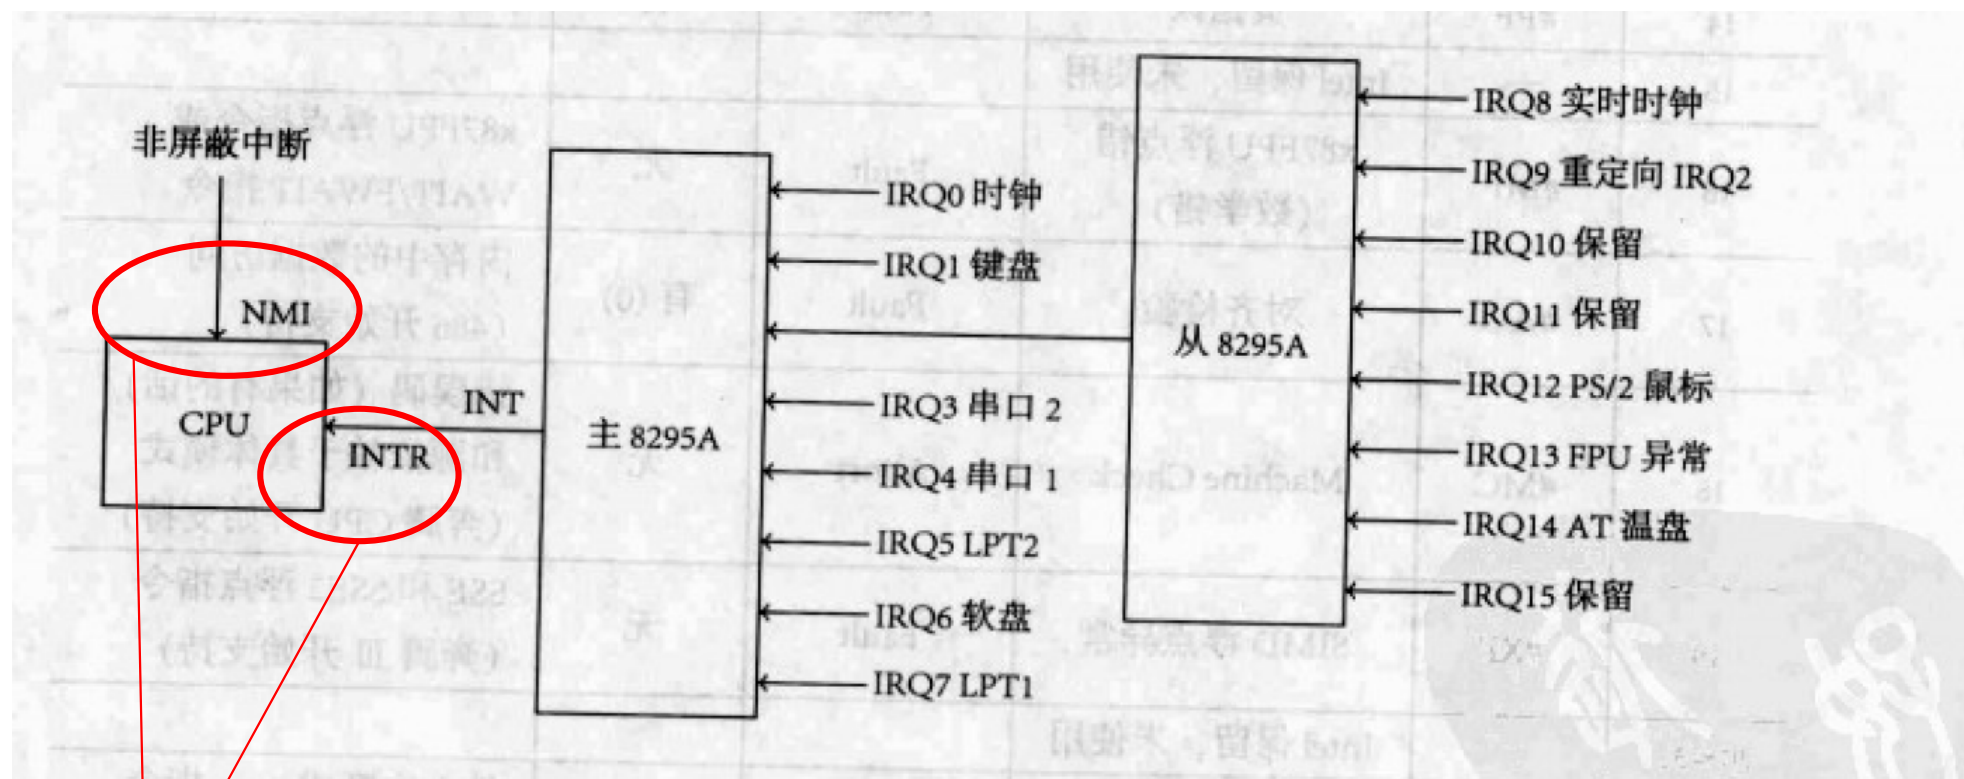 非屏蔽中断
NMI
CPU
INT
INTR
主 8295A
IRQ0 时钟
IRQ1 键盘
IRQ3 串口 2
IRQ4 串口 1
IRQ5 LPT2
IRQ6 软盘
IRQ7 LPT1
从 8295A
IRQ8 实时时钟
IRQ9 重定向 IRQ2
IRQ10 保留
IRQ11 保留
IRQ12 PS/2 鼠标
IRQ13 FPU 异常
IRQ14 AT 温盘
IRQ15 保留